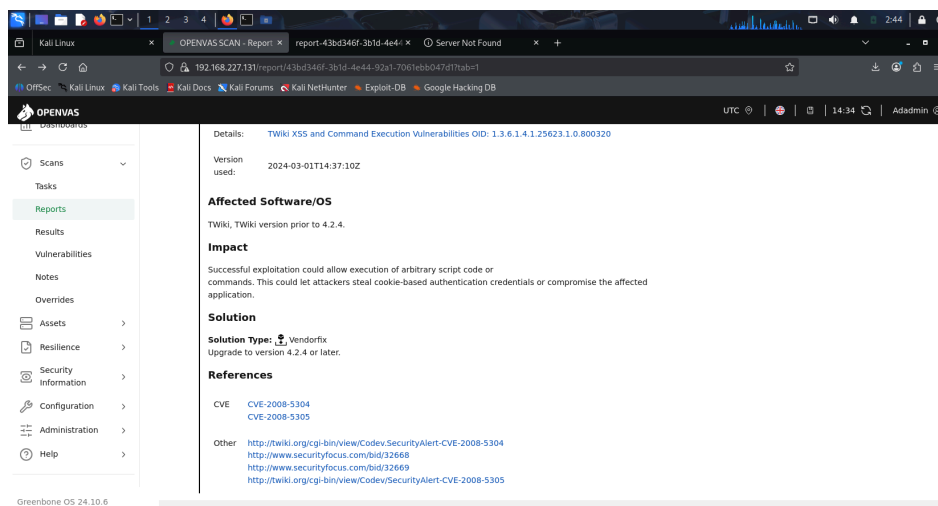 1 2 3 4
2:44
Kali Linux
OPENVAS SCAN - Report
report-43bd346f-3b1d-4e44
Server Not Found
192.168.227.131/report/43bd346f-3b1d-4e44-92a1-7061ebb047d1?tab=1
OffSec
Kali Linux
Kali Tools
Kali Docs
Kali Forums
Kali NetHunter
Exploit-DB
Google Hacking DB
OPENVAS
UTC
14:34
Adadmin
Dashboards
Scans
Tasks
Reports
Results
Vulnerabilities
Notes
Overrides
Assets
Resilience
Security
Information
Configuration
Administration
Help
Greenbone OS 24.10.6
Details: TWiki XSS and Command Execution Vulnerabilities OID: 1.3.6.1.4.1.25623.1.0.800320
Version
used: 2024-03-01T14:37:10Z
Affected Software/OS
TWiki, TWiki version prior to 4.2.4.
Impact
Successful exploitation could allow execution of arbitrary script code or
commands. This could let attackers steal cookie-based authentication credentials or compromise the affected
application.
Solution
Solution Type: Vendorfix
Upgrade to version 4.2.4 or later.
References
CVE CVE-2008-5304
CVE-2008-5305
Other http://twiki.org/cgi-bin/view/Codev.SecurityAlert-CVE-2008-5304
http://www.securityfocus.com/bid/32668
http://www.securityfocus.com/bid/32669
http://twiki.org/cgi-bin/view/Codev/SecurityAlert-CVE-2008-5305